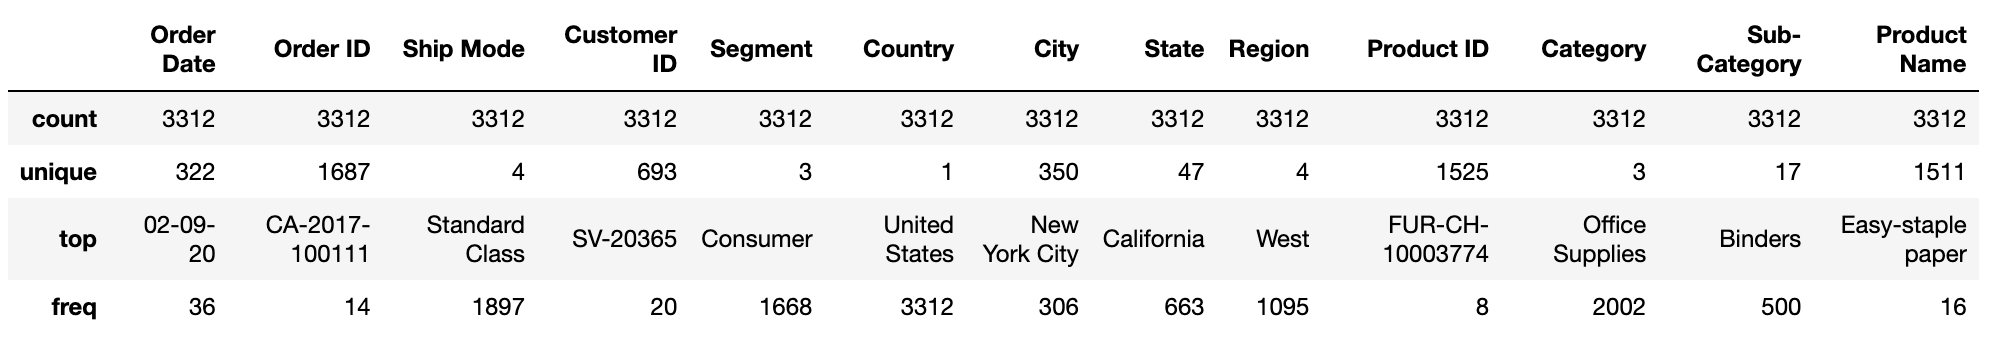 Order Date Order ID Ship Mode Customer ID Segment Country City State Region Product ID Category Sub-Category Product Name
count 3312 3312 3312 3312 3312 3312 3312 3312 3312 3312 3312 3312 3312
unique 322 1687 4 693 3 1 350 47 4 1525 3 17 1511
top 02-09-20 CA-2017-100111 Standard Class SV-20365 Consumer United States New York City California West FUR-CH-10003774 Office Supplies Binders Easy-staple paper
freq 36 14 1897 20 1668 3312 306 663 1095 8 2002 500 16